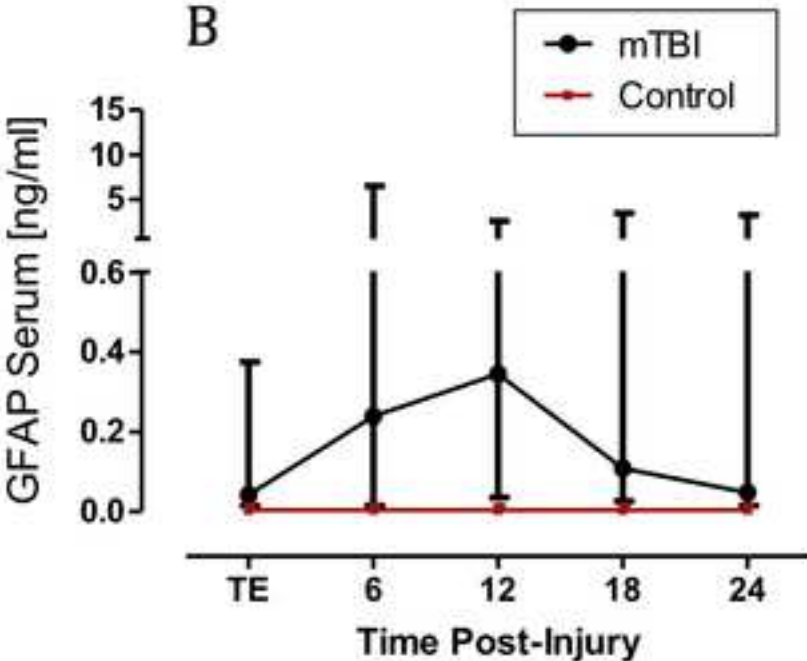 B
mTBI
Control
GFAP Serum [ng/ml]
15
10
5
0.6
0.4
0.2
0.0
TE 6 12 18 24
Time Post-Injury